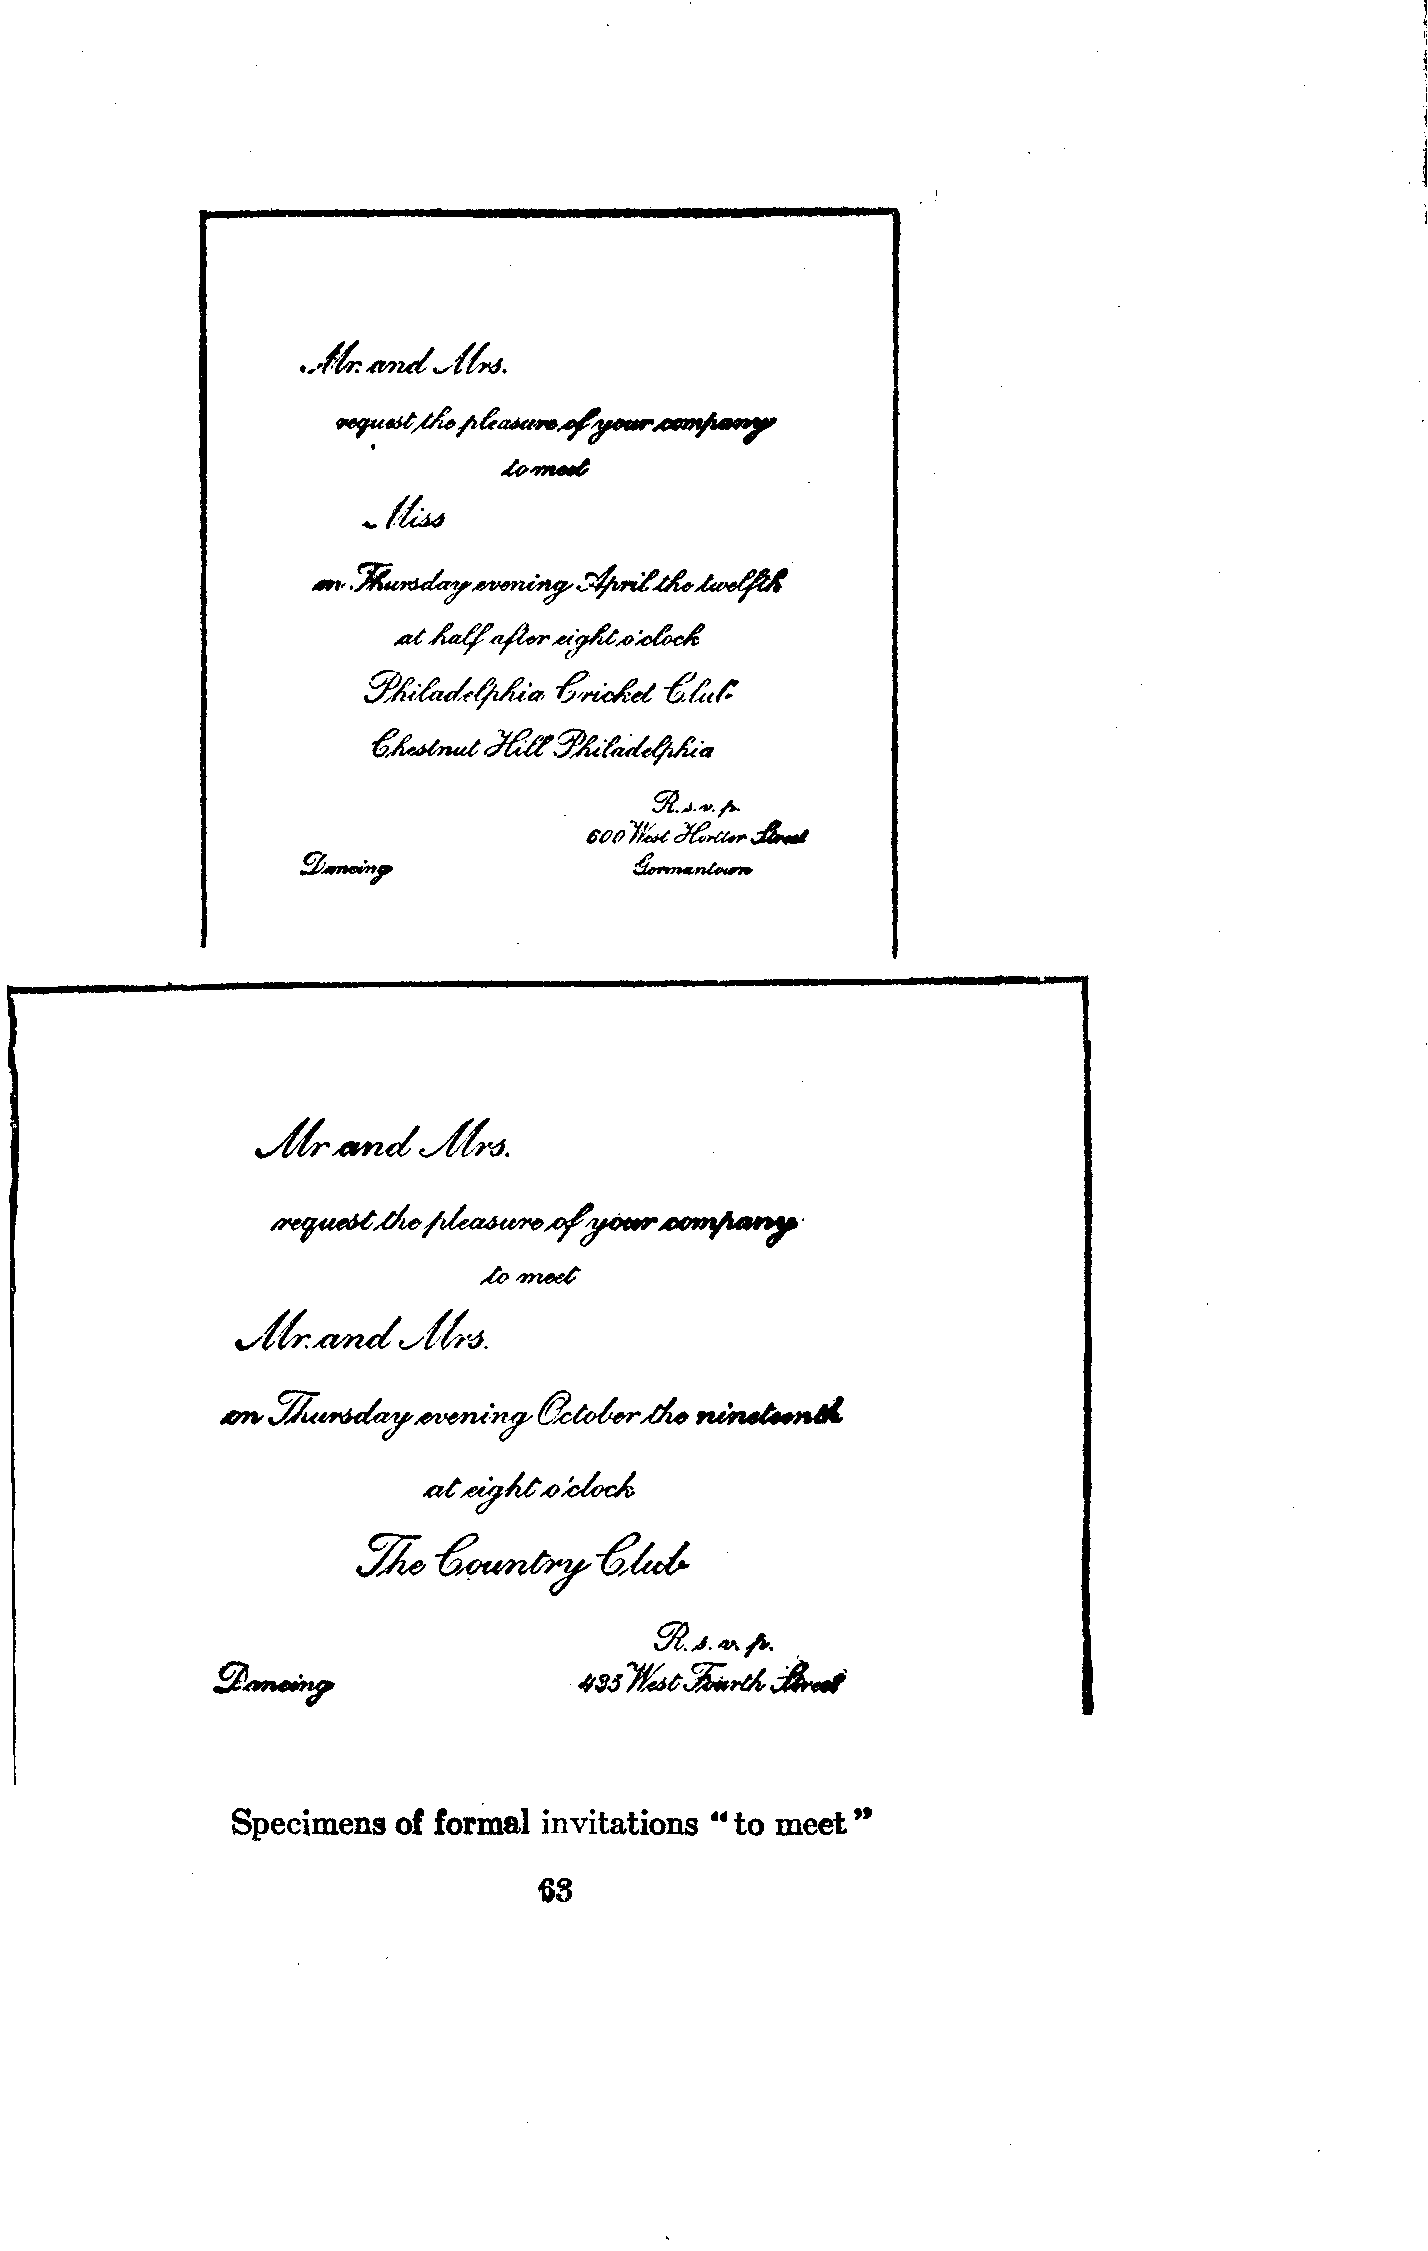 Mr. and Mrs.
request the pleasure of your company
to meet
Miss
on Thursday evening April the twelfth
at half after eight o'clock
Philadelphia Cricket Club
Chestnut Hill Philadelphia
R. s. v. p.
600 West Hortter Street
Dancing Germantown
Mr and Mrs.
request the pleasure of your company
to meet
Mr. and Mrs.
on Thursday evening October the nineteenth
at eight o'clock
The Country Club
R. s. v. p.
Dancing 435 West Fourth Street
Specimens of formal invitations "to meet"
63